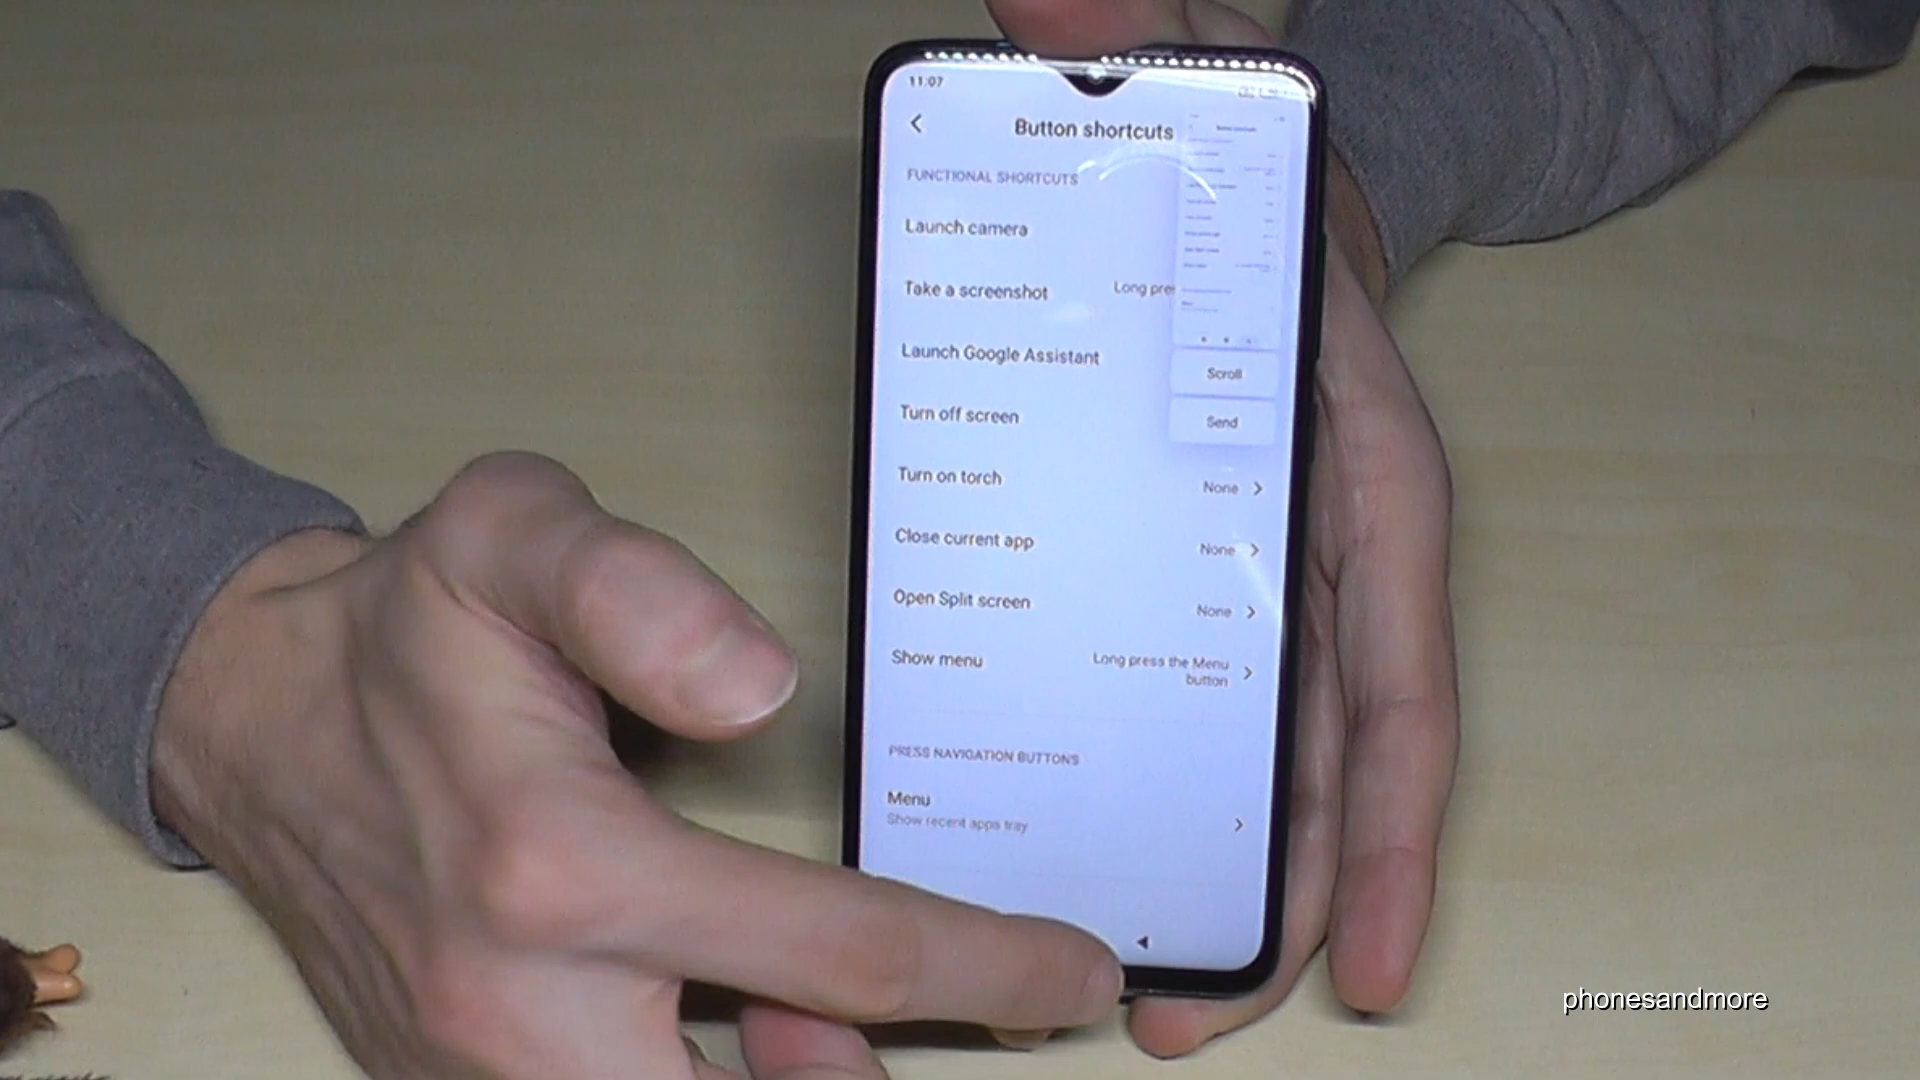 11:07
Button shortcuts
FUNCTIONAL SHORTCUTS
Launch camera
Take a screenshot Long pre
Launch Google Assistant
Scroll
Turn off screen
Send
Turn on torch None
Close current app None
Open Split screen None
Show menu Long press the Menu
button
PRESS NAVIGATION BUTTONS
Menu
Show recent apps tray
phonesandmore